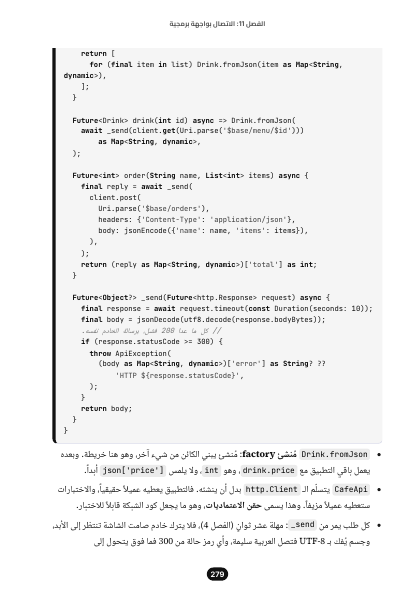 الفصل 11: الاتصال بواجهة برمجية
return [
for (final item in list) Drink.fromJson(item as Map<String,
dynamic>),
];
}
Future<Drink> drink(int id) async => Drink.fromJson(
await _send(client.get(Uri.parse('$base/menu/$id')))
as Map<String, dynamic>,
);
Future<int> order(String name, List<int> items) async {
final reply = await _send(
client.post(
Uri.parse('$base/orders'),
headers: {'Content-Type': 'application/json'},
body: jsonEncode({'name': name, 'items': items}),
),
);
return (reply as Map<String, dynamic>)['total'] as int;
}
Future<Object?> _send(Future<http.Response> request) async {
final response = await request.timeout(const Duration(seconds: 10));
final body = jsonDecode(utf8.decode(response.bodyBytes));
// كل ما عدا 200 فشل، برسالة الخادم نفسه.
if (response.statusCode >= 300) {
throw ApiException(
(body as Map<String, dynamic>)['error'] as String? ??
'HTTP ${response.statusCode}',
);
}
return body;
}
}
• Drink.fromJson مُنشئ factory: مُنشئ يبني الكائن من شيء آخر، وهو هنا خريطة. وبعده
يعمل باقي التطبيق مع drink.price ، وهو int ، ولا يلمس json['price'] أبداً.
• CafeApi يتسلّم الـ http.Client بدل أن ينشئه. فالتطبيق يعطيه عميلاً حقيقياً، والاختبارات
ستعطيه عميلاً مزيفاً. وهذا يسمى حقن الاعتماديات، وهو ما يجعل كود الشبكة قابلاً للاختبار.
• كل طلب يمر من _send : مهلة عشر ثوانٍ (الفصل 4)، فلا يترك خادم صامت الشاشة تنتظر إلى الأبد،
وجسم يُفك بـ UTF-8 فتصل العربية سليمة، وأي رمز حالة من 300 فما فوق يتحول إلى
279